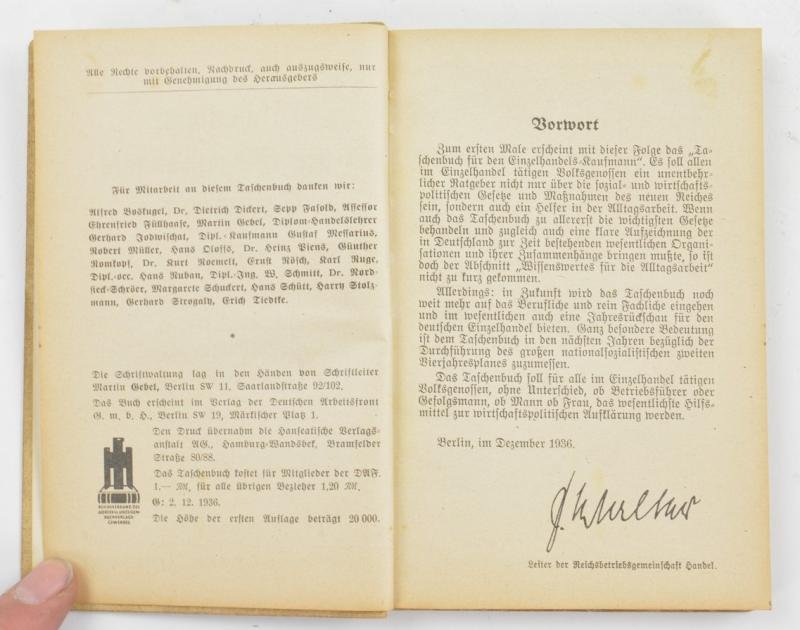 Alle Rechte vorbehalten, Nachdruck, auch auszugsweise, nur
mit Genehmigung des Herausgebers
Für Mitarbeit an diesem Taschenbuch danken wir:
Alfred Boskugel, Dr. Dietrich Dickert, Sepp Fasold, Assessor
Ehrenfried Füllhaase, Martin Gebel, Diplom-Handelslehrer
Gerhard Jodwischat, Dipl.-Kaufmann Gustaf Messarius,
Robert Müller, Hans Oloffs, Dr. Heinz Piens, Günther
Romkopf, Dr. Kurt Roemelt, Ernst Rösch, Karl Ruge,
Dipl.-oec. Hans Ruban, Dipl.-Ing. W. Schmitt, Dr. Nord-
sieck-Schröer, Margarete Schuckert, Hans Schütt, Harry Stolz-
mann, Gerhard Strogaly, Erich Tiedtke.
*
Die Schriftwaltung lag in den Händen von Schriftleiter
Martin Gebel, Berlin SW 11, Saarlandstraße 92/102.
Das Buch erscheint im Verlag der Deutschen Arbeitsfront
G. m. b. H., Berlin SW 19, Märkischer Platz 1.
Den Druck übernahm die Hanseatische Verlags-
anstalt AG., Hamburg-Wandsbek, Bramfelder
Straße 80/88.
Das Taschenbuch kostet für Mitglieder der DAF.
1.— RM, für alle übrigen Bezieher 1,20 RM.
G: 2. 12. 1936.
Die Höhe der ersten Auflage beträgt 20 000.
Vorwort
Zum ersten Male erscheint mit dieser Folge das „Ta-
schenbuch für den Einzelhandels-Kaufmann“. Es soll allen
im Einzelhandel tätigen Volksgenossen ein unentbehr-
licher Ratgeber nicht nur über die sozial- und wirtschafts-
politischen Gesetze und Maßnahmen des neuen Reiches
sein, sondern auch ein Helfer in der Alltagsarbeit. Wenn
auch das Taschenbuch zu allererst die wichtigsten Gesetze
behandeln und zugleich auch eine klare Aufzeichnung der
in Deutschland zur Zeit bestehenden wesentlichen Organi-
sationen und ihrer Zusammenhänge bringen mußte, so ist
doch der Abschnitt „Wissenswertes für die Alltagsarbeit“
nicht zu kurz gekommen.
Allerdings: in Zukunft wird das Taschenbuch noch
weit mehr auf das Berufliche und rein Fachliche eingehen
und im wesentlichen auch eine Jahresrückschau für den
deutschen Einzelhandel bieten. Ganz besondere Bedeutung
ist dem Taschenbuch in den nächsten Jahren bezüglich der
Durchführung des großen nationalsozialistischen zweiten
Vierjahresplanes zuzumessen.
Das Taschenbuch soll für alle im Einzelhandel tätigen
Volksgenossen, ohne Unterschied, ob Betriebsführer oder
Gefolgsmann, ob Mann ob Frau, das wesentlichste Hilfs-
mittel zur wirtschaftspolitischen Aufklärung werden.
Berlin, im Dezember 1936.
Leiter der Reichsbetriebsgemeinschaft Handel.